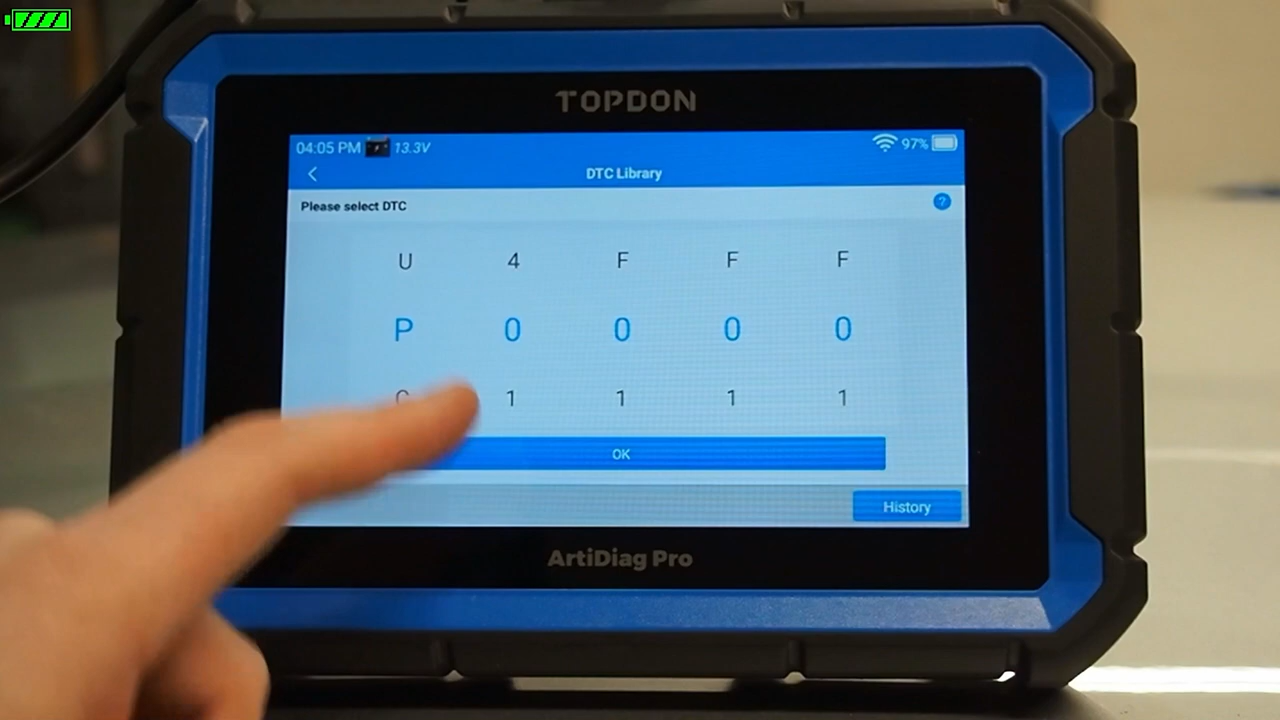 TOPDON
04:05 PM 13.3V 97%
DTC Library
Please select DTC ?
U 4 F F F
P 0 0 0 0
C 1 1 1 1
OK
History
ArtiDiag Pro